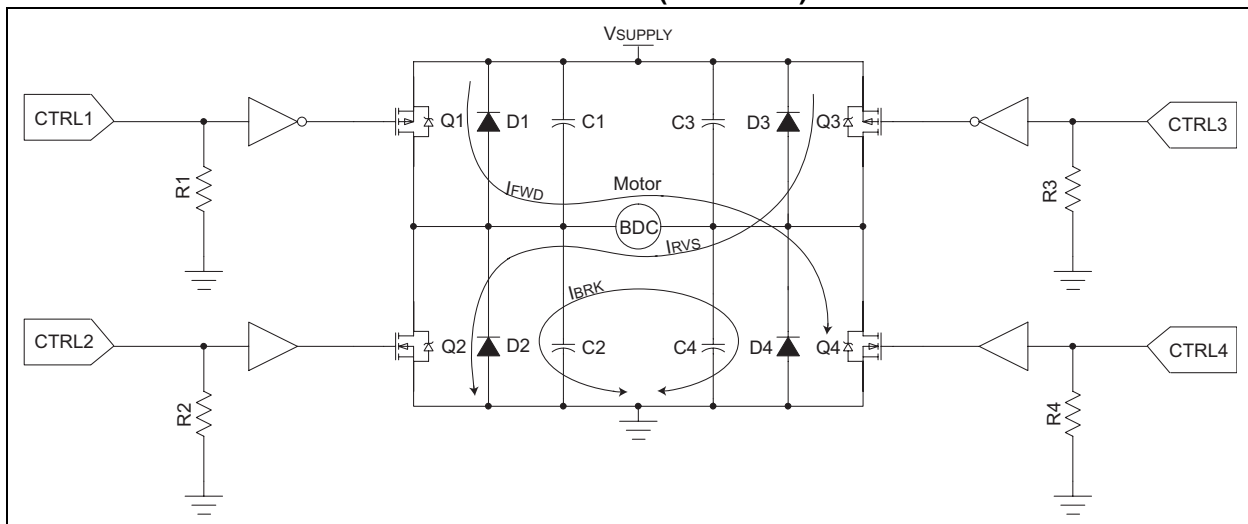 VSUPPLY
CTRL1
Q1
D1
C1
C3
D3
Q3
CTRL3
R1
IFWD
Motor
R3
BDC
IRVS
IBRK
CTRL2
Q2
D2
C2
C4
D4
Q4
CTRL4
R2
R4